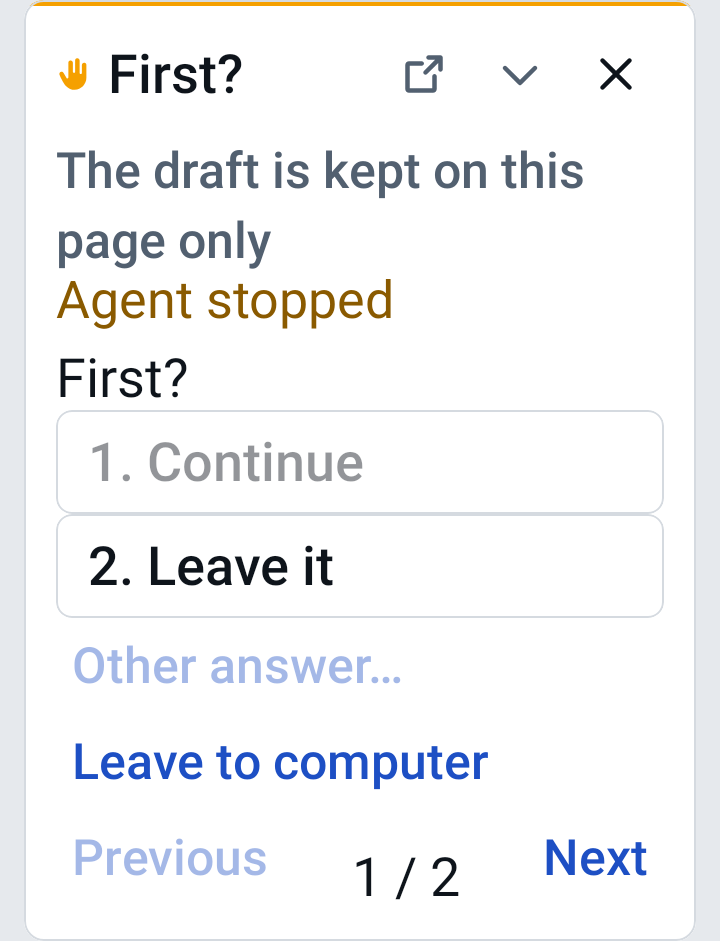 First?
The draft is kept on this
page only
Agent stopped
First?
1. Continue
2. Leave it
Other answer...
Leave to computer
Previous
1 / 2
Next